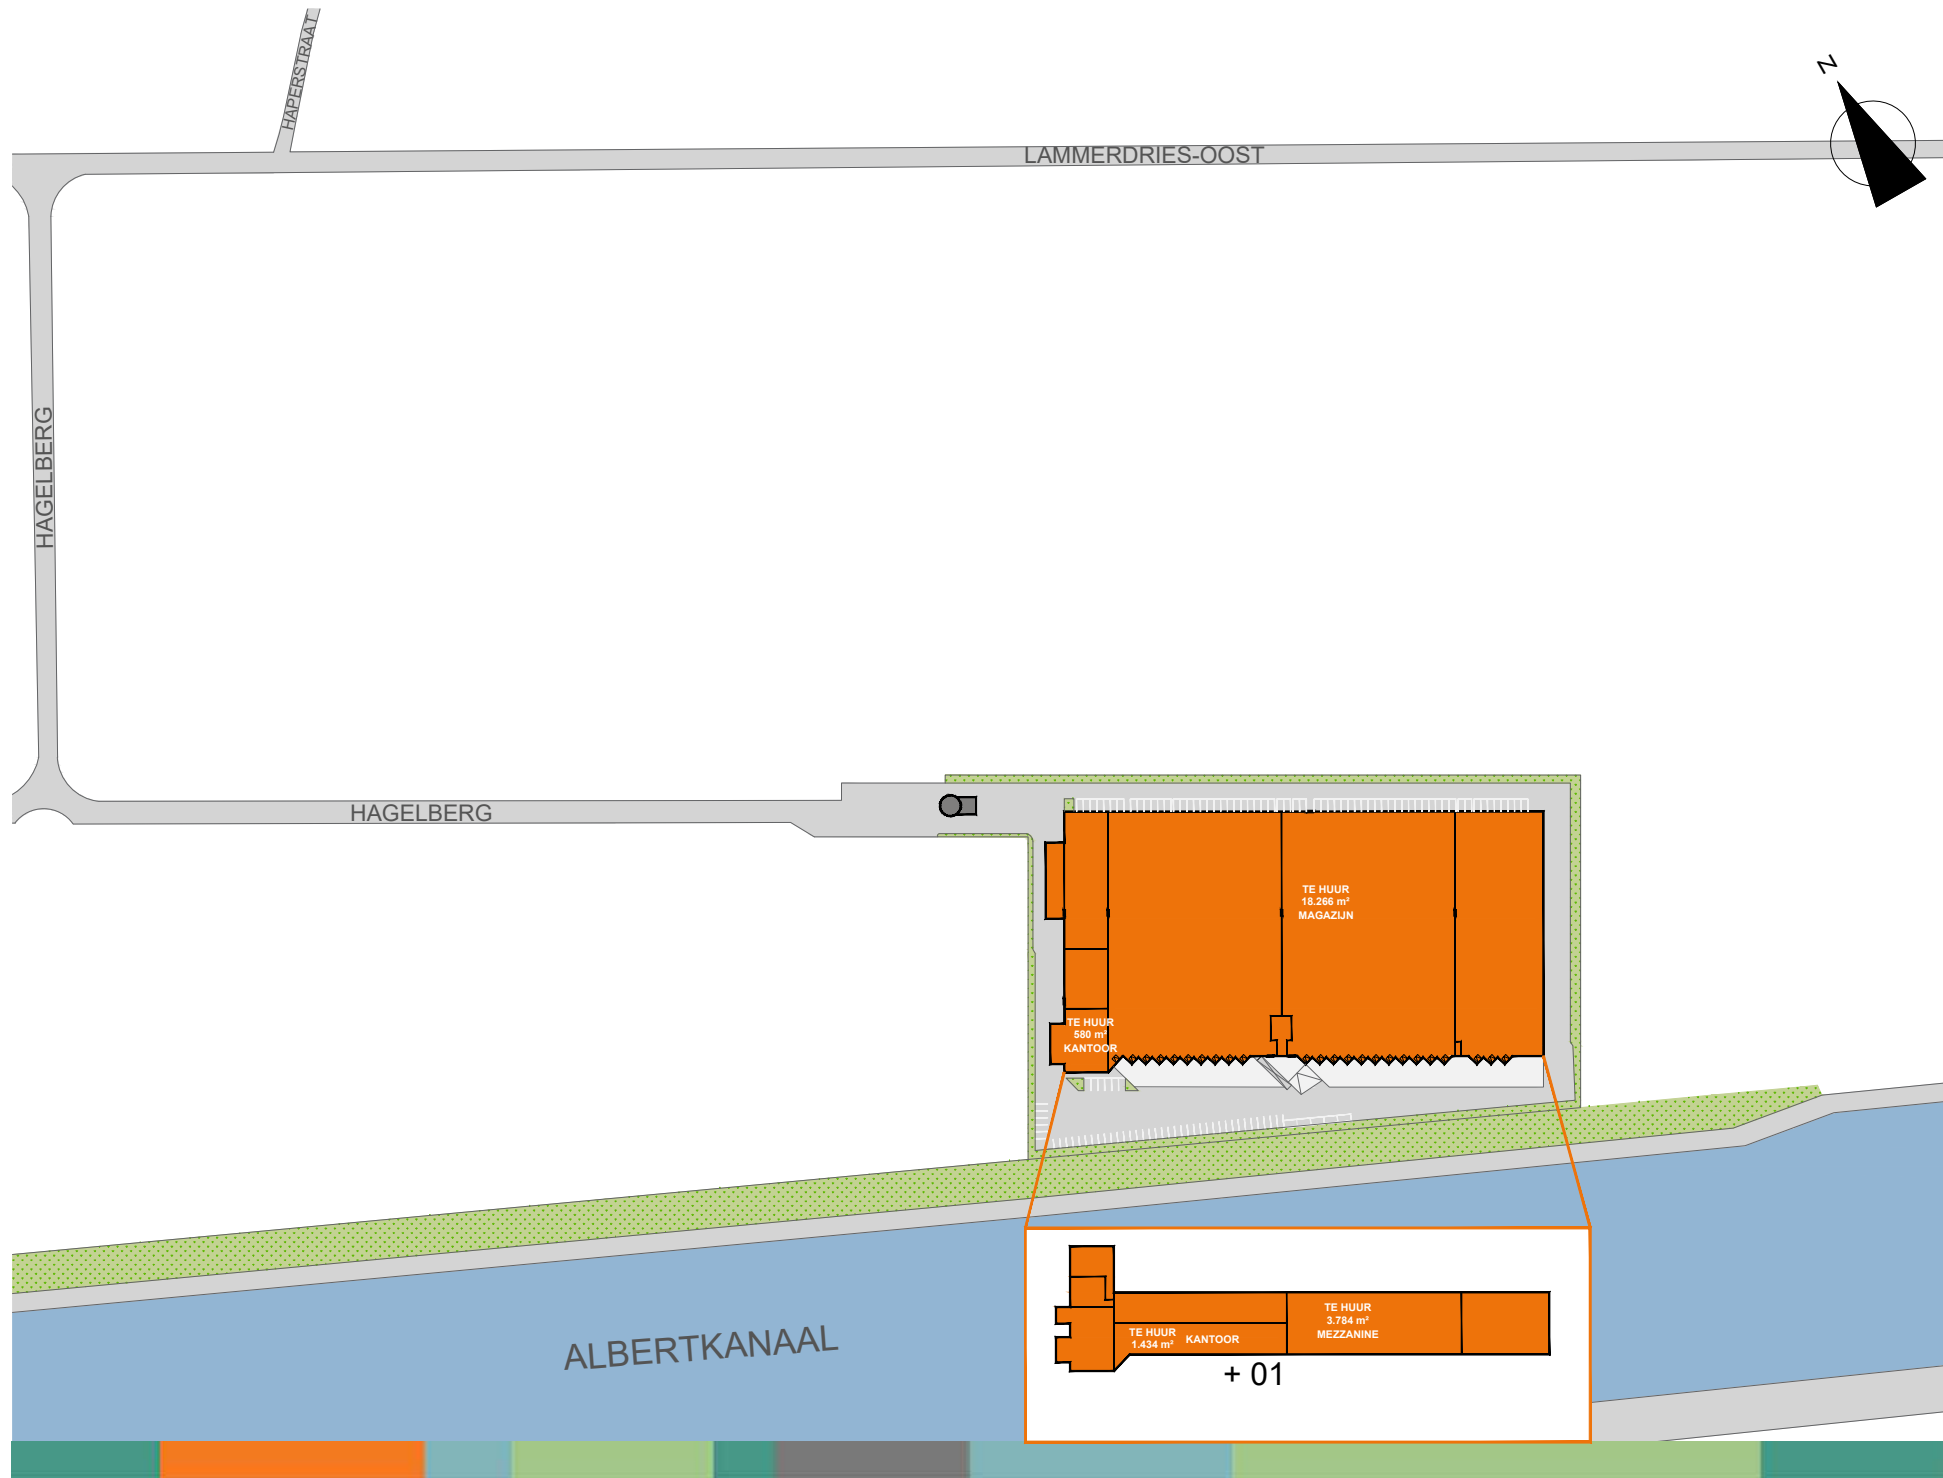 HAPERSTRAAT
N
LAMMERDRIES-OOST
HAGELBERG
HAGELBERG
TE HUUR
18.266 m²
MAGAZIJN
TE HUUR
580 m²
KANTOOR
TE HUUR
3.784 m²
MEZZANINE
TE HUUR
1.434 m²
KANTOOR
+ 01
ALBERTKANAAL